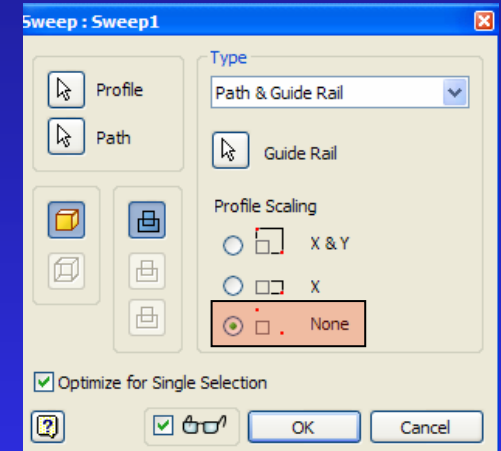 Sweep : Sweep1
Type
Profile
Path & Guide Rail
Path
Guide Rail
Profile Scaling
X & Y
X
None
Optimize for Single Selection
OK
Cancel